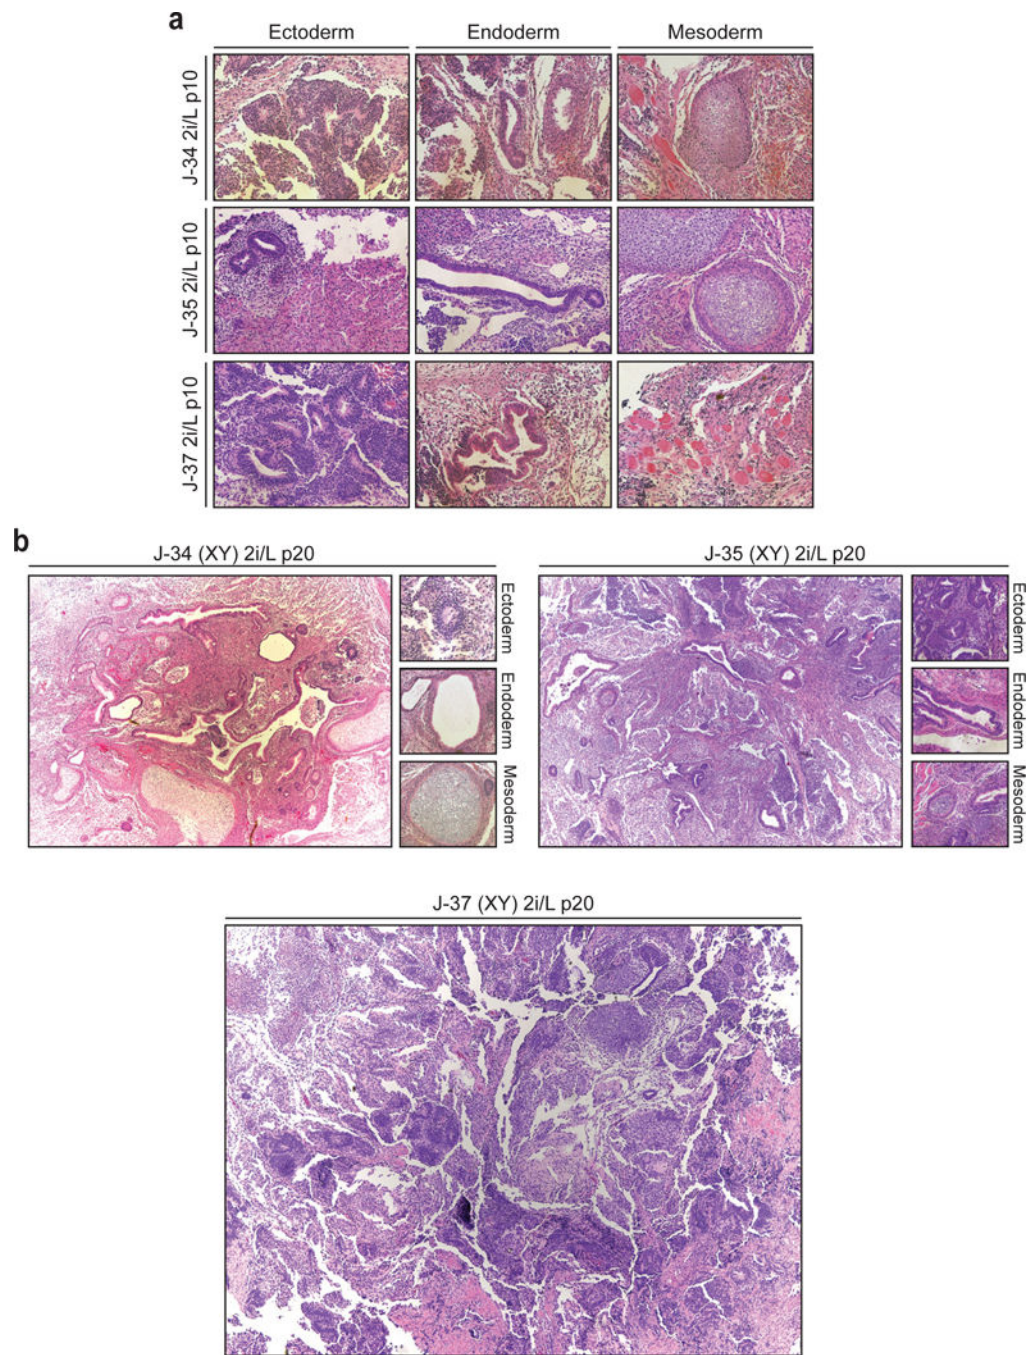 a
Ectoderm Endoderm Mesoderm
J-34 2i/L p10
J-35 2i/L p10
J-37 2i/L p10
b
J-34 (XY) 2i/L p20
Ectoderm
Endoderm
Mesoderm
J-35 (XY) 2i/L p20
Ectoderm
Endoderm
Mesoderm
J-37 (XY) 2i/L p20